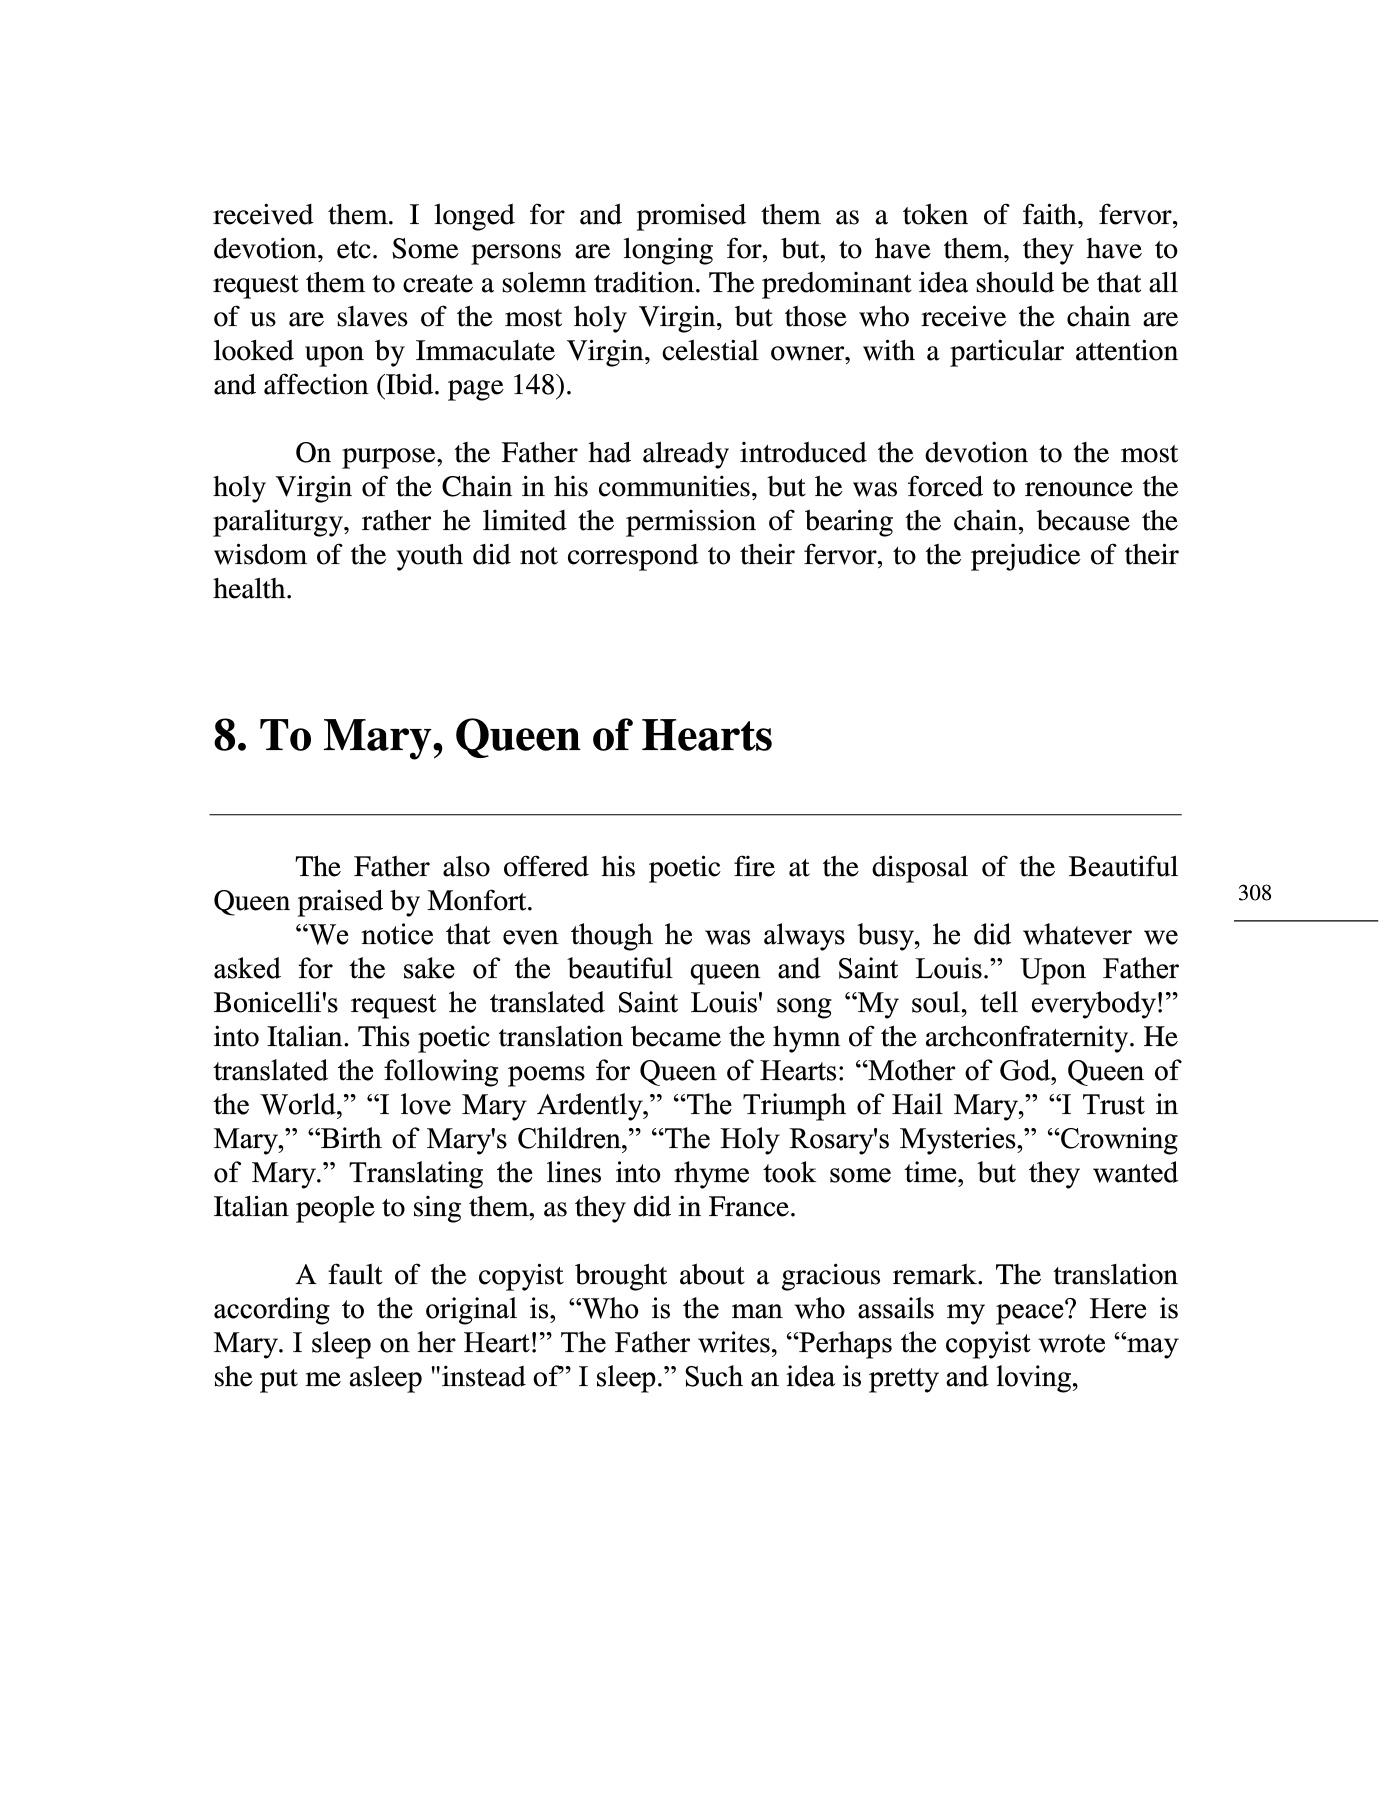 received them. I longed for and promised them as a token of faith, fervor,
devotion, etc. Some persons are longing for, but, to have them, they have to
request them to create a solemn tradition. The predominant idea should be that all
of us are slaves of the most holy Virgin, but those who receive the chain are
looked upon by Immaculate Virgin, celestial owner, with a particular attention
and affection (Ibid. page 148).
On purpose, the Father had already introduced the devotion to the most
holy Virgin of the Chain in his communities, but he was forced to renounce the
paraliturgy, rather he limited the permission of bearing the chain, because the
wisdom of the youth did not correspond to their fervor, to the prejudice of their
health.
8. To Mary, Queen of Hearts
The Father also offered his poetic fire at the disposal of the Beautiful
Queen praised by Monfort.
“We notice that even though he was always busy, he did whatever we
asked for the sake of the beautiful queen and Saint Louis.” Upon Father
Bonicelli's request he translated Saint Louis' song “My soul, tell everybody!”
into Italian. This poetic translation became the hymn of the archconfraternity. He
translated the following poems for Queen of Hearts: “Mother of God, Queen of
the World,” “I love Mary Ardently,” “The Triumph of Hail Mary,” “I Trust in
Mary,” “Birth of Mary's Children,” “The Holy Rosary's Mysteries,” “Crowning
of Mary.” Translating the lines into rhyme took some time, but they wanted
Italian people to sing them, as they did in France.
A fault of the copyist brought about a gracious remark. The translation
according to the original is, “Who is the man who assails my peace? Here is
Mary. I sleep on her Heart!” The Father writes, “Perhaps the copyist wrote “may
she put me asleep "instead of” I sleep.” Such an idea is pretty and loving,
308